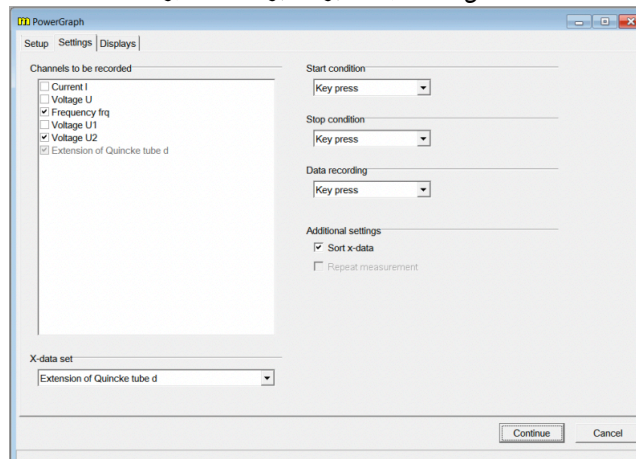 PowerGraph
Setup Settings Displays
Channels to be recorded
Current I
Voltage U
Frequency frq
Voltage U1
Voltage U2
Extension of Quincke tube d
X-data set
Extension of Quincke tube d
Start condition
Key press
Stop condition
Key press
Data recording
Key press
Additional settings
Sort x-data
Repeat measurement
Continue Cancel